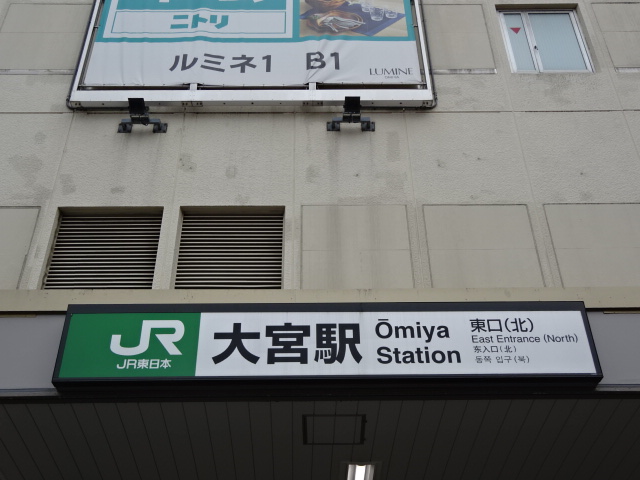 ニトリ
ルミネ1 B1
LUMINE
JR
JR東日本
大宮駅
Ōmiya
Station
東口(北)
East Entrance (North)
东入口(北)
동쪽 입구(북)